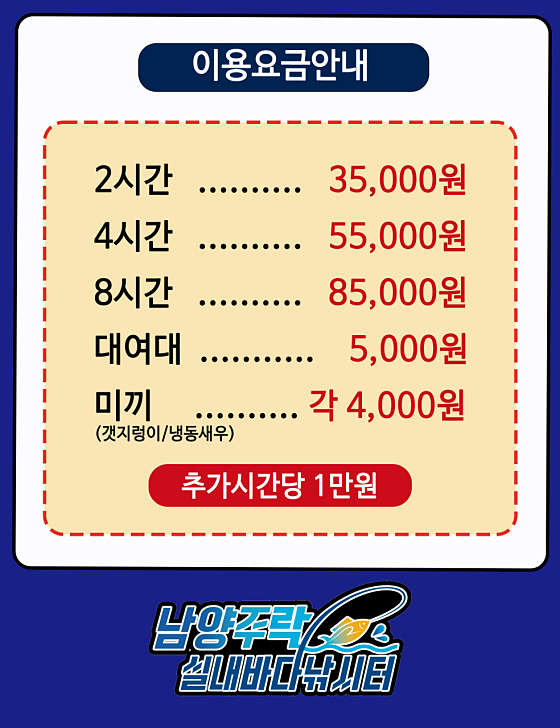 이용요금안내
2시간 .......... 35,000원
4시간 .......... 55,000원
8시간 .......... 85,000원
대여대 ........... 5,000원
미끼 .......... 각 4,000원
(갯지렁이/냉동새우)
추가시간당 1만원
남양주락
실내바다낚시터